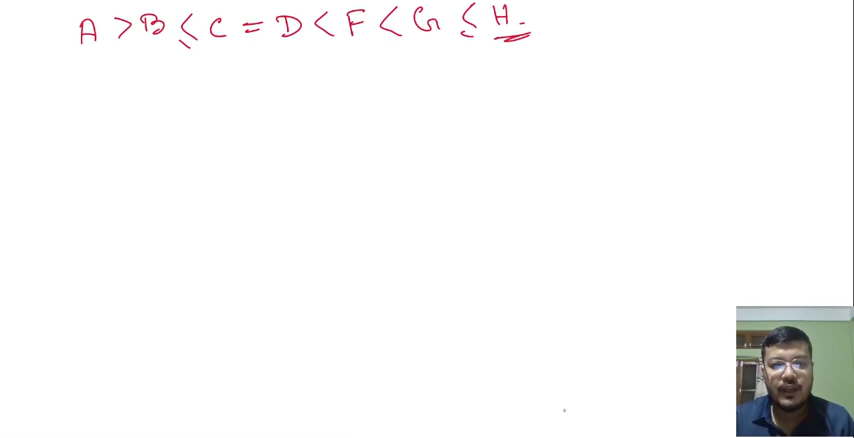 A > B ≤ C = D < F < G ≤ H.